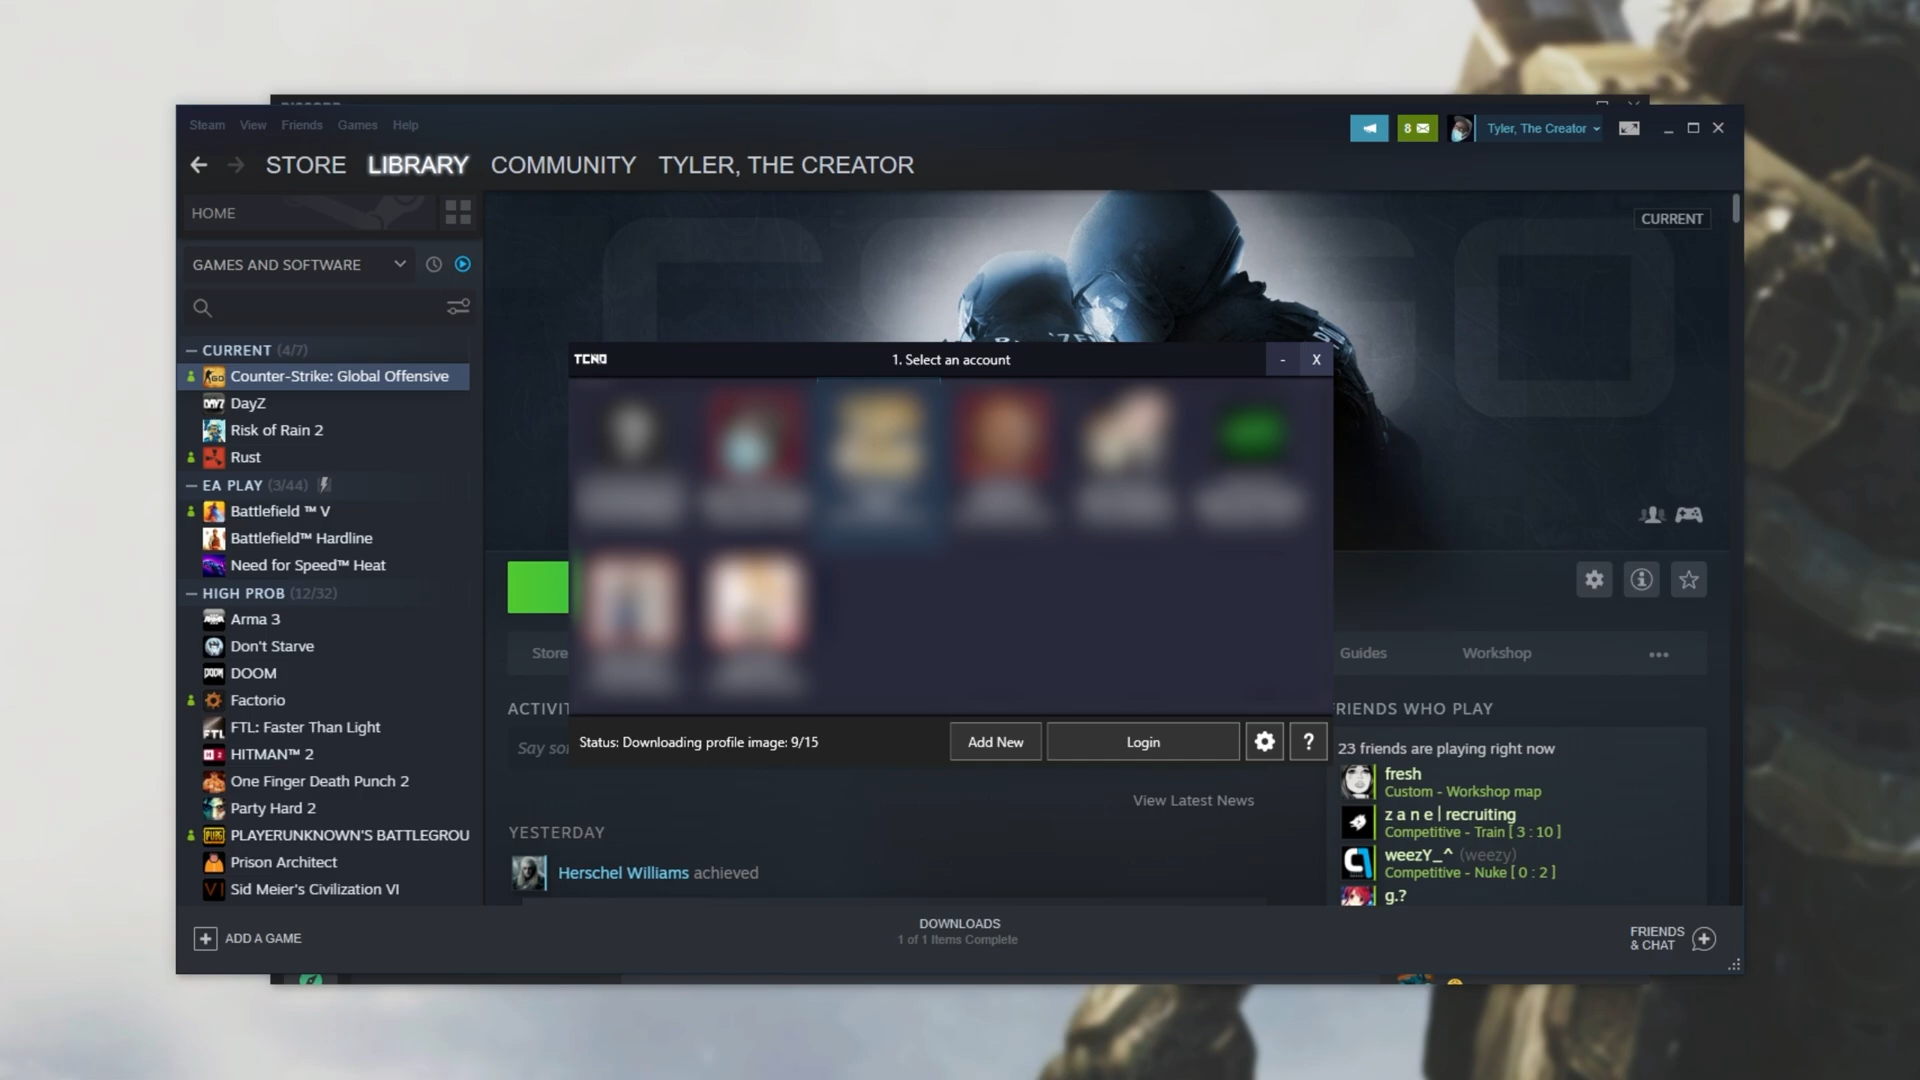 Steam View Friends Games Help
8
Tyler, The Creator
STORE LIBRARY COMMUNITY TYLER, THE CREATOR
HOME
GAMES AND SOFTWARE
CURRENT (4/7)
Counter-Strike: Global Offensive
DayZ
Risk of Rain 2
Rust
EA PLAY (3/44)
Battlefield ™ V
Battlefield™ Hardline
Need for Speed™ Heat
HIGH PROB (12/32)
Arma 3
Don't Starve
DOOM
Factorio
FTL: Faster Than Light
HITMAN™ 2
One Finger Death Punch 2
Party Hard 2
PLAYERUNKNOWN'S BATTLEGROU
Prison Architect
Sid Meier's Civilization VI
ADD A GAME
CURRENT
TCNO
1. Select an account
- X
Status: Downloading profile image: 9/15
Add New
Login
?
Store
Guides
Workshop
ACTIVIT
Say so
View Latest News
YESTERDAY
Herschel Williams achieved
RIENDS WHO PLAY
23 friends are playing right now
fresh
Custom - Workshop map
z a n e | recruiting
Competitive - Train [ 3 : 10 ]
weezY_^ (weezy)
Competitive - Nuke [ 0 : 2 ]
g.?
DOWNLOADS
1 of 1 Items Complete
FRIENDS
& CHAT